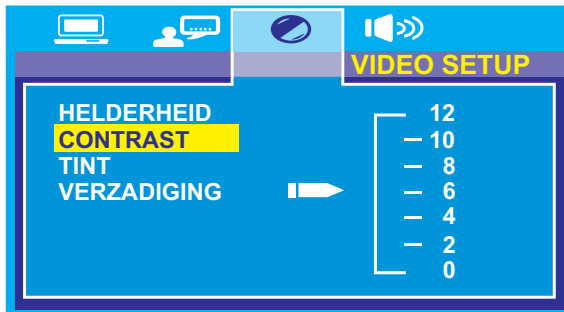 VIDEO SETUP
HELDERHEID
CONTRAST
TINT
VERZADIGING
12
10
8
6
4
2
0